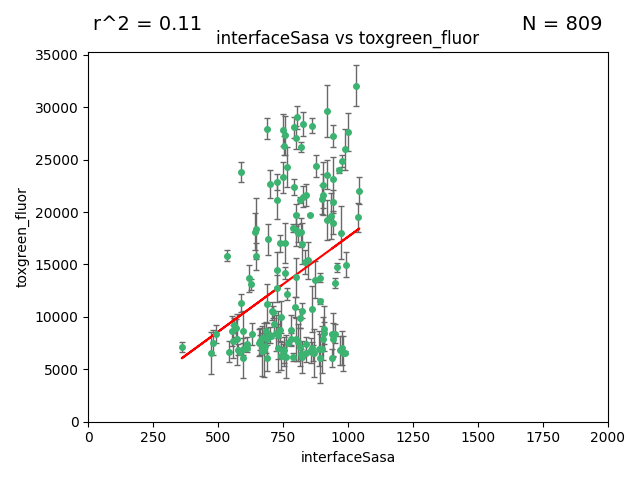 r^2 = 0.11
N = 809
interfaceSasa vs toxgreen_fluor
35000
30000
25000
20000
15000
10000
5000
0
toxgreen_fluor
0 250 500 750 1000 1250 1500 1750 2000
interfaceSasa